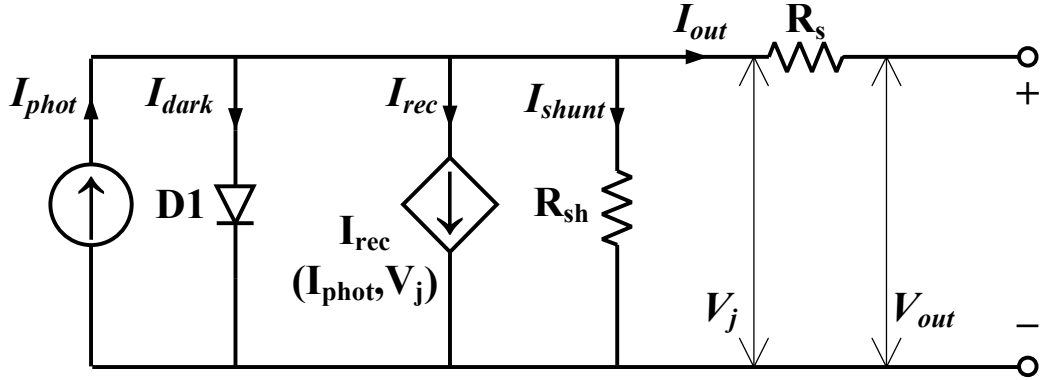 I_out
R_s
I_phot
I_dark
I_rec
I_shunt
+
D1
R_sh
I_rec
(I_phot,V_j)
V_j
V_out
−